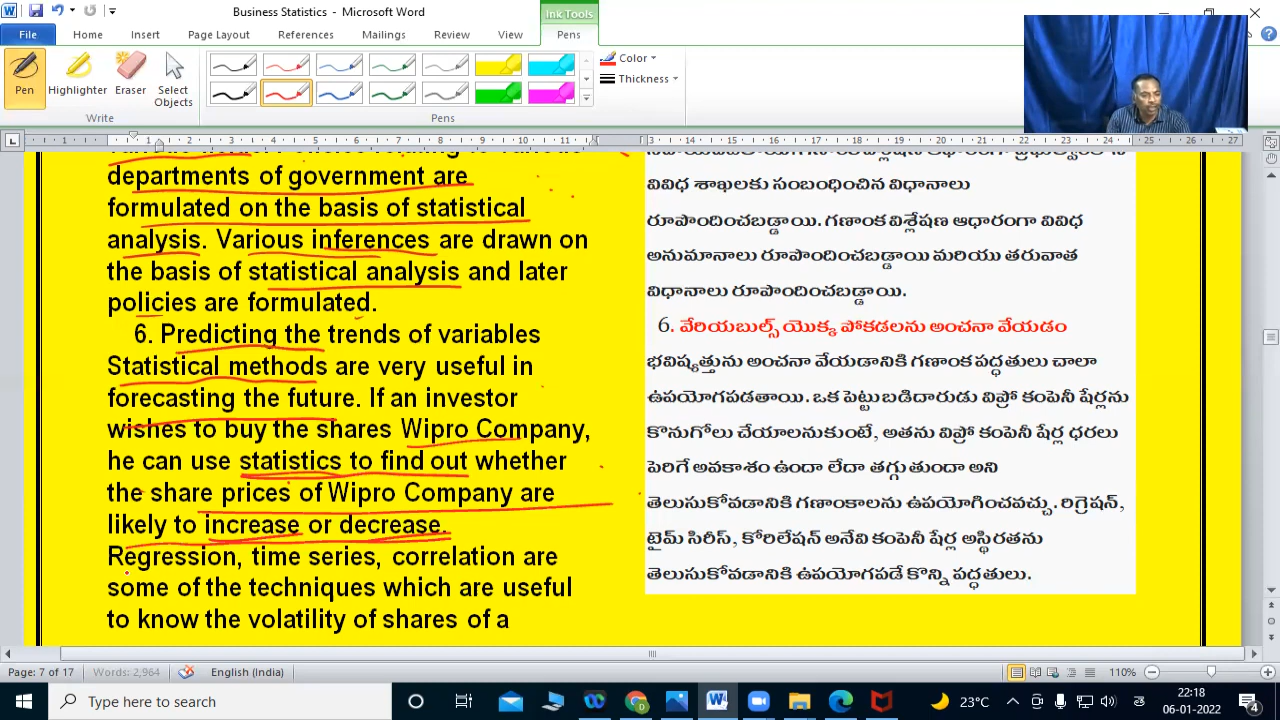 Business Statistics - Microsoft Word
Ink Tools
File
Home
Insert
Page Layout
References
Mailings
Review
View
Pens
Pen
Highlighter
Eraser
Select
Objects
Color
Thickness
Write
Pens
departments of government are
formulated on the basis of statistical
analysis. Various inferences are drawn on
the basis of statistical analysis and later
policies are formulated.
6. Predicting the trends of variables
Statistical methods are very useful in
forecasting the future. If an investor
wishes to buy the shares Wipro Company,
he can use statistics to find out whether
the share prices of Wipro Company are
likely to increase or decrease.
Regression, time series, correlation are
some of the techniques which are useful
to know the volatility of shares of a
వివిధ శాఖలకు సంబంధించిన విధానాలు
రూపొందించబడ్డాయి. గణాంక విశ్లేషణ ఆధారంగా వివిధ
అనుమానాలు రూపొందించబడ్డాయి మరియు తరువాత
విధానాలు రూపొందించబడ్డాయి.
6. వేరియబుల్స్ యొక్క పోకడలను అంచనా వేయడం
భవిష్యత్తును అంచనా వేయడానికి గణాంక పద్ధతులు చాలా
ఉపయోగపడతాయి. ఒక పెట్టుబడిదారుడు విప్రో కంపెనీ షేర్లను
కొనుగోలు చేయాలనుకుంటే, అతను విప్రో కంపెనీ షేర్ల ధరలు
పెరిగే అవకాశం ఉందా లేదా తగ్గుతుందా అని
తెలుసుకోవడానికి గణాంకాలను ఉపయోగించవచ్చు. రిగ్రెషన్,
టైమ్ సిరీస్, కోరిలేషన్ అనేవి కంపెనీ షేర్ల అస్థిరతను
తెలుసుకోవడానికి ఉపయోగపడే కొన్ని పద్ధతులు.
Page: 7 of 17
Words: 2,964
English (India)
110%
Type here to search
23°C
22:18
06-01-2022